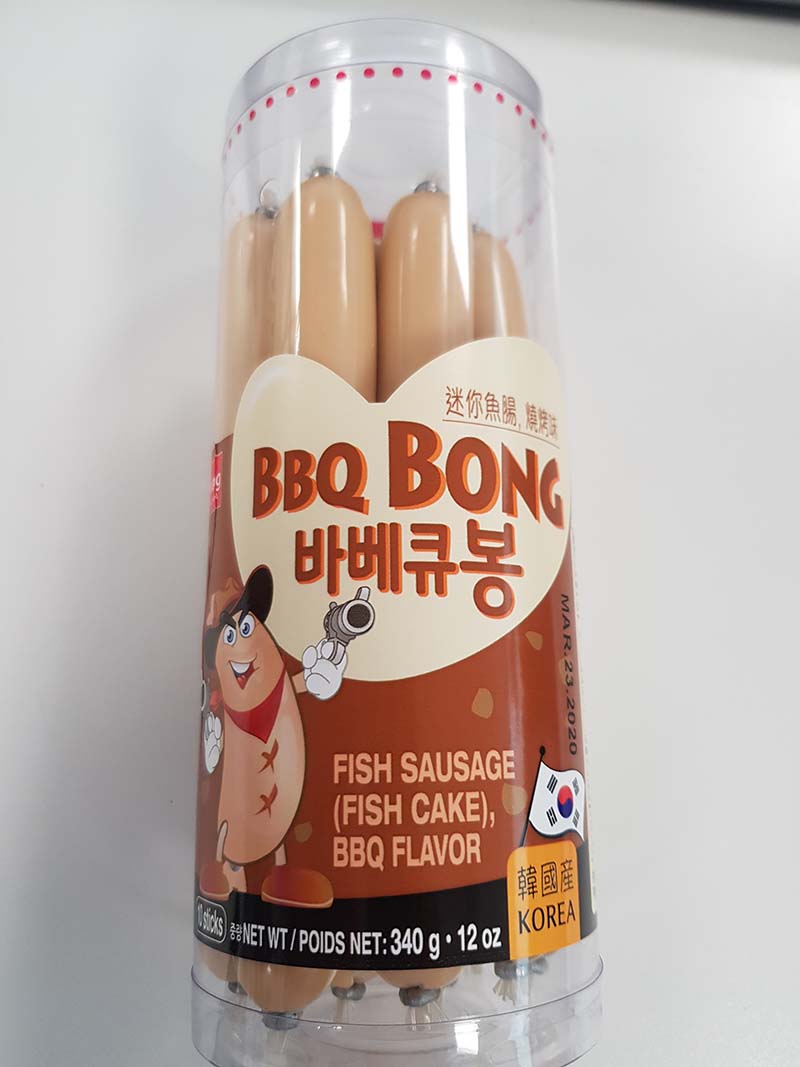 迷你魚腸, 燒烤味
BBQ BONG
바베큐봉
MAR.23.2020
FISH SAUSAGE
(FISH CAKE),
BBQ FLAVOR
韓國産
KOREA
10 sticks
중량 NET WT / POIDS NET: 340 g • 12 oz